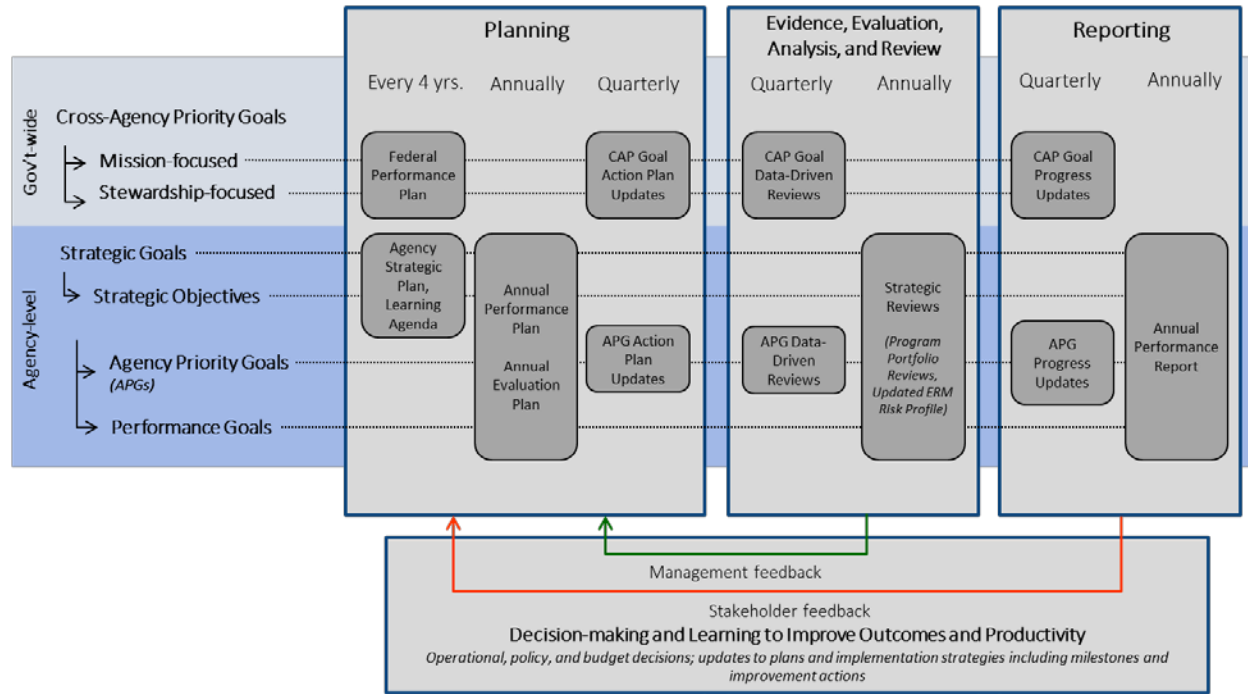 Planning
Evidence, Evaluation,
Analysis, and Review
Reporting
Every 4 yrs.
Annually
Quarterly
Quarterly
Annually
Quarterly
Annually
Gov't-wide
Cross-Agency Priority Goals
Mission-focused
Stewardship-focused
Federal
Performance
Plan
CAP Goal
Action Plan
Updates
CAP Goal
Data-Driven
Reviews
CAP Goal
Progress
Updates
Agency-level
Strategic Goals
Strategic Objectives
Agency Priority Goals
(APGs)
Performance Goals
Agency
Strategic
Plan,
Learning
Agenda
Annual
Performance
Plan
Annual
Evaluation
Plan
APG Action
Plan
Updates
APG Data-
Driven
Reviews
Strategic
Reviews
(Program
Portfolio
Reviews,
Updated ERM
Risk Profile)
APG
Progress
Updates
Annual
Performance
Report
Management feedback
Stakeholder feedback
Decision-making and Learning to Improve Outcomes and Productivity
Operational, policy, and budget decisions; updates to plans and implementation strategies including milestones and
improvement actions